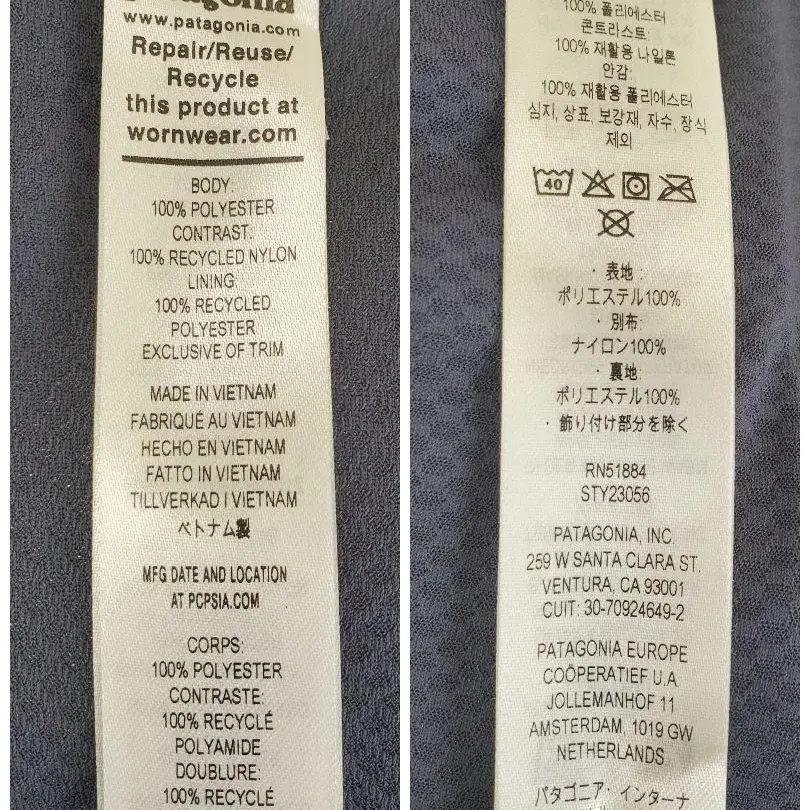 patagonia
www.patagonia.com
Repair/Reuse/
Recycle
this product at
wornwear.com
BODY:
100% POLYESTER
CONTRAST:
100% RECYCLED NYLON
LINING:
100% RECYCLED
POLYESTER
EXCLUSIVE OF TRIM
MADE IN VIETNAM
FABRIQUÉ AU VIETNAM
HECHO EN VIETNAM
FATTO IN VIETNAM
TILLVERKAD I VIETNAM
ベトナム製
MFG DATE AND LOCATION
AT PCPSIA.COM
CORPS:
100% POLYESTER
CONTRASTE:
100% RECYCLÉ
POLYAMIDE
DOUBLURE:
100% RECYCLÉ
100% 폴리에스터
콘트라스트:
100% 재활용 나일론
안감:
100% 재활용 폴리에스터
심지, 상표, 보강재, 자수, 장식
제외
40
・表地:
ポリエステル100%
・別布:
ナイロン100%
・裏地:
ポリエステル100%
・飾り付け部分を除く
RN51884
STY23056
PATAGONIA, INC.
259 W SANTA CLARA ST.
VENTURA, CA 93001
CUIT: 30-70924649-2
PATAGONIA EUROPE
COÖPERATIEF U.A
JOLLEMANHOF 11
AMSTERDAM, 1019 GW
NETHERLANDS
パタゴニア・インターナ